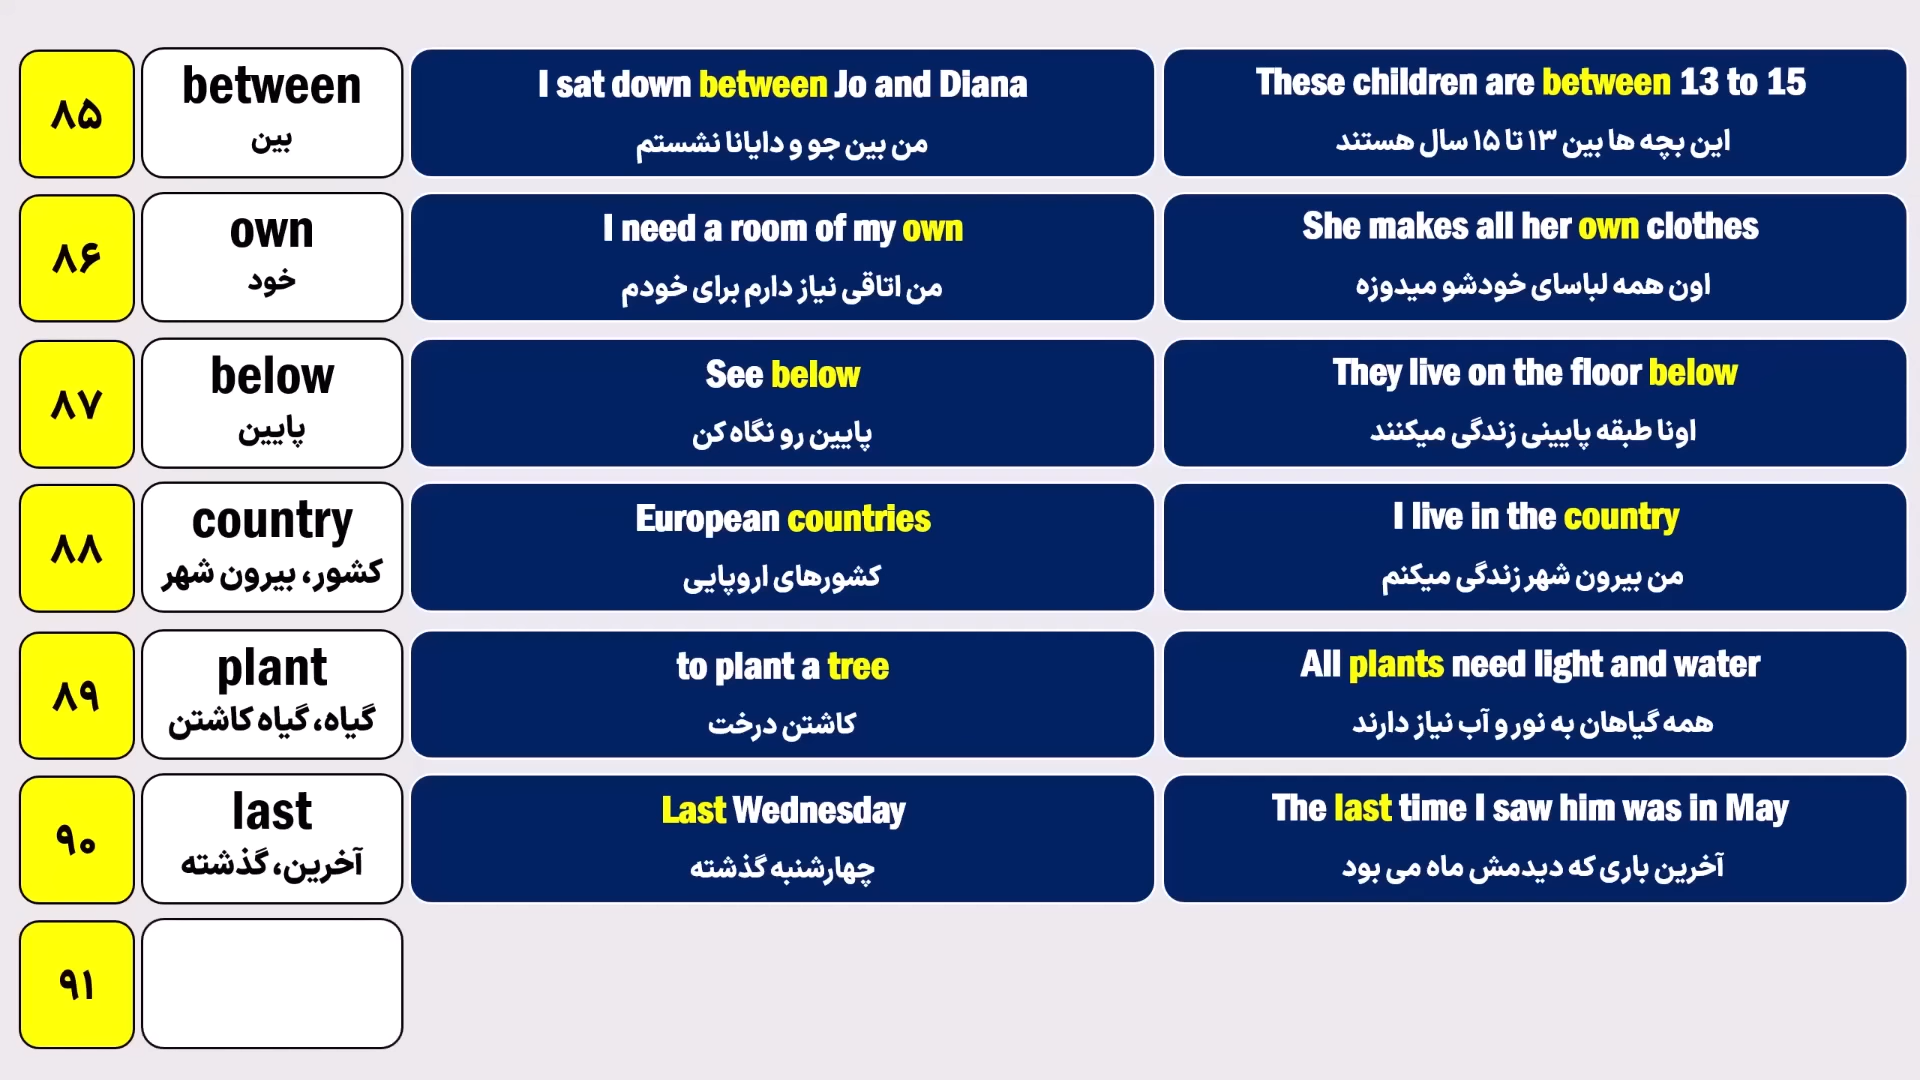 ۸۵
between
بین
I sat down between Jo and Diana
من بین جو و دایانا نشستم
These children are between 13 to 15
این بچه ها بین ۱۳ تا ۱۵ سال هستند
۸۶
own
خود
I need a room of my own
من اتاقی نیاز دارم برای خودم
She makes all her own clothes
اون همه لباسای خودشو میدوزه
۸۷
below
پایین
See below
پایین رو نگاه کن
They live on the floor below
اونا طبقه پایینی زندگی میکنند
۸۸
country
کشور، بیرون شهر
European countries
کشورهای اروپایی
I live in the country
من بیرون شهر زندگی میکنم
۸۹
plant
گیاه، گیاه کاشتن
to plant a tree
کاشتن درخت
All plants need light and water
همه گیاهان به نور و آب نیاز دارند
۹۰
last
آخرین، گذشته
Last Wednesday
چهارشنبه گذشته
The last time I saw him was in May
آخرین باری که دیدمش ماه می بود
۹۱